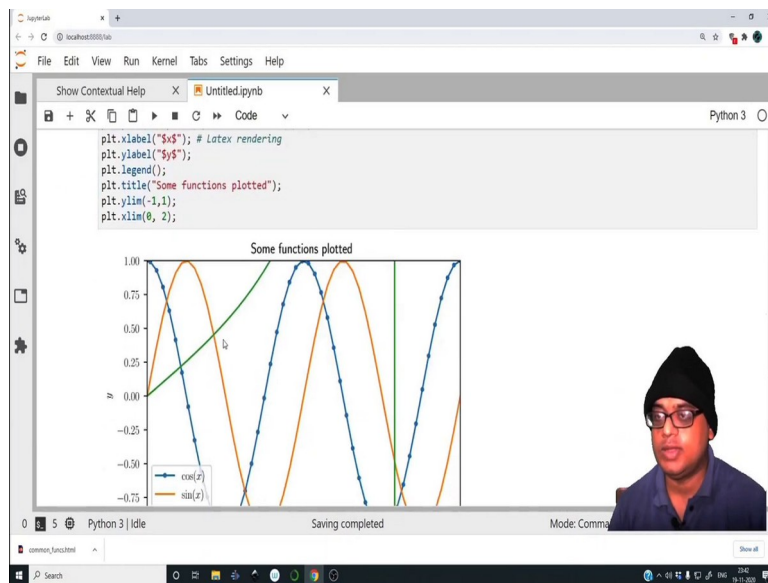 JupyterLab
localhost:8888/lab
File Edit View Run Kernel Tabs Settings Help
Show Contextual Help
Untitled.ipynb
Code
Python 3
plt.xlabel("$x$"); # Latex rendering
plt.ylabel("$y$");
plt.legend();
plt.title("Some functions plotted");
plt.ylim(-1,1);
plt.xlim(0, 2);
Some functions plotted
1.00
0.75
0.50
0.25
0.00
−0.25
−0.50
−0.75
y
cos(x)
sin(x)
0 5 Python 3 | Idle Saving completed Mode: Comma
common_funcs.html
Show all
Search
ENG
23:42
19-11-2020